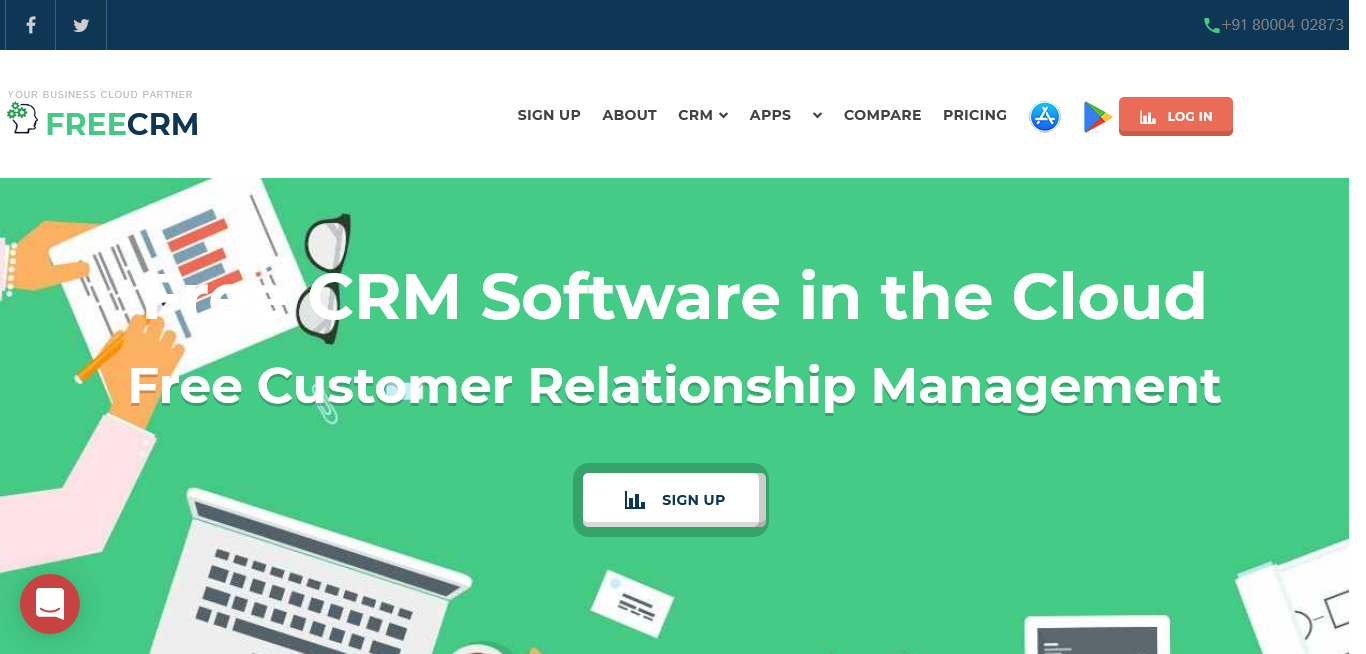 +91 80004 02873
YOUR BUSINESS CLOUD PARTNER
FREECRM
SIGN UP ABOUT CRM APPS COMPARE PRICING LOG IN
Free CRM Software in the Cloud
Free Customer Relationship Management
SIGN UP